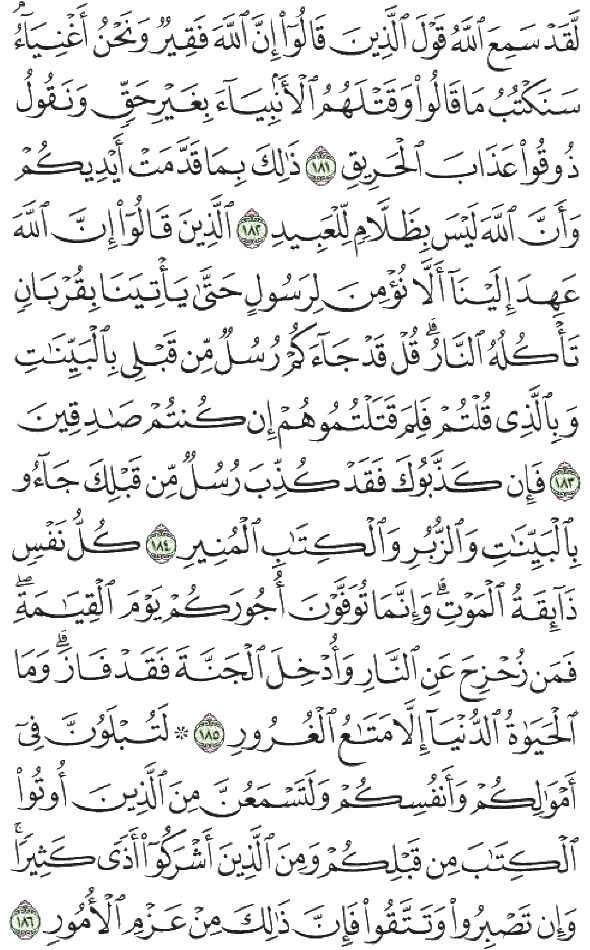 لَّقَدْ سَمِعَ ٱللَّهُ قَوْلَ ٱلَّذِينَ قَالُوٓا۟ إِنَّ ٱللَّهَ فَقِيرٌ وَنَحْنُ أَغْنِيَآءُ
سَنَكْتُبُ مَا قَالُوا۟ وَقَتْلَهُمُ ٱلْأَنۢبِيَآءَ بِغَيْرِ حَقٍّ وَنَقُولُ
ذُوقُوا۟ عَذَابَ ٱلْحَرِيقِ ١٨١ ذَٰلِكَ بِمَا قَدَّمَتْ أَيْدِيكُمْ
وَأَنَّ ٱللَّهَ لَيْسَ بِظَلَّامٍ لِّلْعَبِيدِ ١٨٢ ٱلَّذِينَ قَالُوٓا۟ إِنَّ ٱللَّهَ
عَهِدَ إِلَيْنَآ أَلَّا نُؤْمِنَ لِرَسُولٍ حَتَّىٰ يَأْتِيَنَا بِقُرْبَانٍ
تَأْكُلُهُ ٱلنَّارُ ۗ قُلْ قَدْ جَآءَكُمْ رُسُلٌ مِّن قَبْلِى بِٱلْبَيِّنَٰتِ
وَبِٱلَّذِى قُلْتُمْ فَلِمَ قَتَلْتُمُوهُمْ إِن كُنتُمْ صَٰدِقِينَ
١٨٣ فَإِن كَذَّبُوكَ فَقَدْ كُذِّبَ رُسُلٌ مِّن قَبْلِكَ جَآءُو
بِٱلْبَيِّنَٰتِ وَٱلزُّبُرِ وَٱلْكِتَٰبِ ٱلْمُنِيرِ ١٨٤ كُلُّ نَفْسٍ
ذَآئِقَةُ ٱلْمَوْتِ ۗ وَإِنَّمَا تُوَفَّوْنَ أُجُورَكُمْ يَوْمَ ٱلْقِيَٰمَةِ ۖ
فَمَن زُحْزِحَ عَنِ ٱلنَّارِ وَأُدْخِلَ ٱلْجَنَّةَ فَقَدْ فَازَ ۗ وَمَا
ٱلْحَيَوٰةُ ٱلدُّنْيَآ إِلَّا مَتَٰعُ ٱلْغُرُورِ ١٨٥ ۞ لَتُبْلَوُنَّ فِىٓ
أَمْوَٰلِكُمْ وَأَنفُسِكُمْ وَلَتَسْمَعُنَّ مِنَ ٱلَّذِينَ أُوتُوا۟
ٱلْكِتَٰبَ مِن قَبْلِكُمْ وَمِنَ ٱلَّذِينَ أَشْرَكُوٓا۟ أَذًى كَثِيرًا ۚ
وَإِن تَصْبِرُوا۟ وَتَتَّقُوا۟ فَإِنَّ ذَٰلِكَ مِنْ عَزْمِ ٱلْأُمُورِ ١٨٦